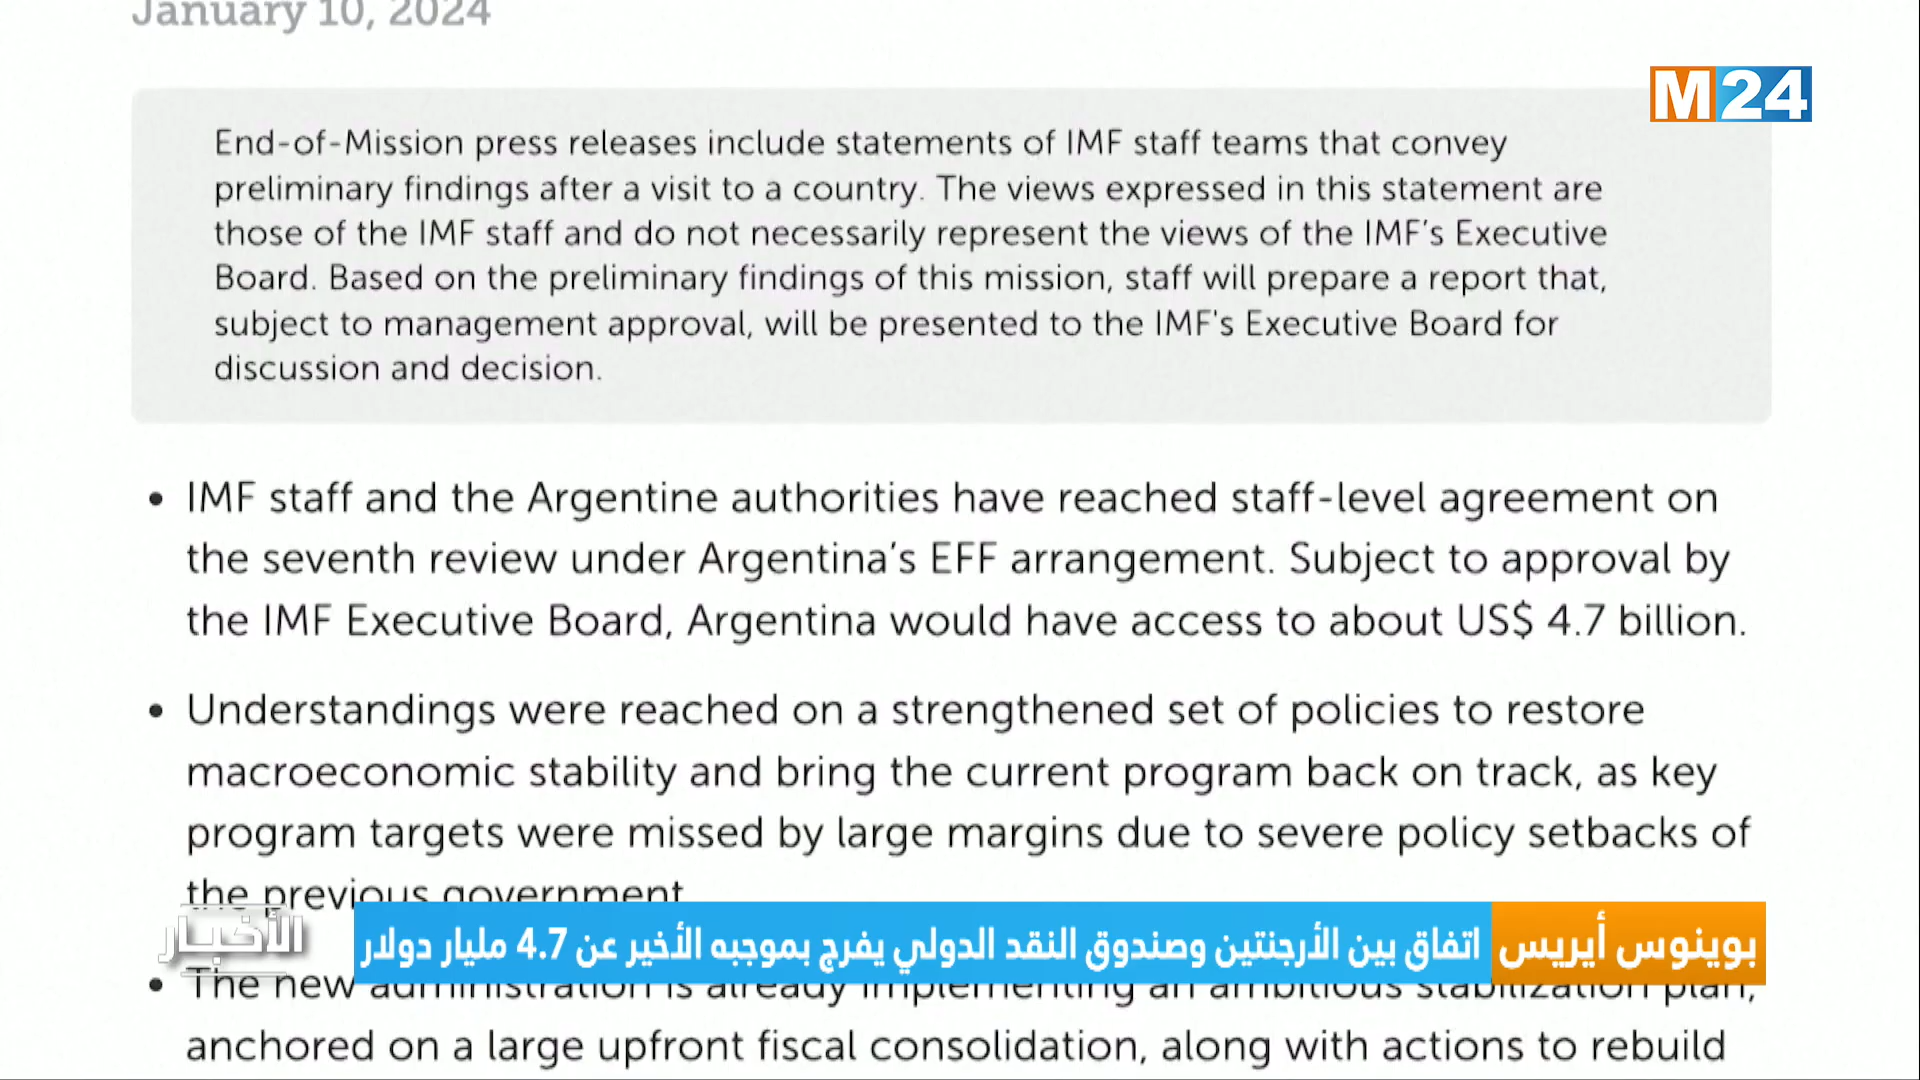 January 10, 2024
M24
End-of-Mission press releases include statements of IMF staff teams that convey
preliminary findings after a visit to a country. The views expressed in this statement are
those of the IMF staff and do not necessarily represent the views of the IMF’s Executive
Board. Based on the preliminary findings of this mission, staff will prepare a report that,
subject to management approval, will be presented to the IMF's Executive Board for
discussion and decision.
• IMF staff and the Argentine authorities have reached staff-level agreement on
the seventh review under Argentina’s EFF arrangement. Subject to approval by
the IMF Executive Board, Argentina would have access to about US$ 4.7 billion.
• Understandings were reached on a strengthened set of policies to restore
macroeconomic stability and bring the current program back on track, as key
program targets were missed by large margins due to severe policy setbacks of
the previous government
بوينوس أيريس اتفاق بين الأرجنتين وصندوق النقد الدولي يفرج بموجبه الأخير عن 4.7 مليار دولار
الأخبار
• The new administration is already implementing an ambitious stabilization plan,
anchored on a large upfront fiscal consolidation, along with actions to rebuild